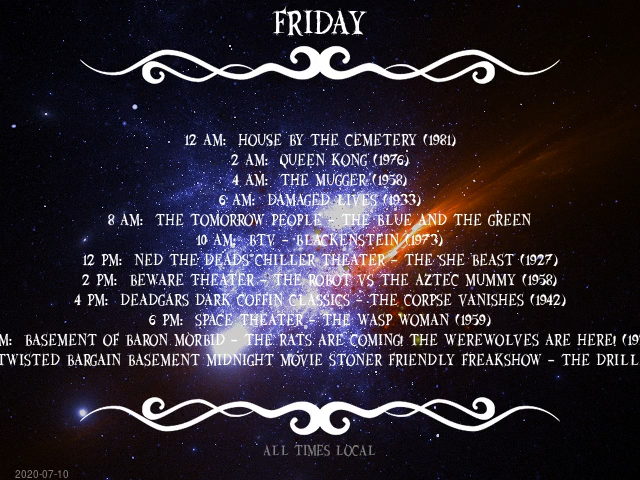 FRIDAY
12 AM: HOUSE BY THE CEMETERY (1981)
2 AM: QUEEN KONG (1976)
4 AM: THE MUGGER (1958)
6 AM: DAMAGED LIVES (1933)
8 AM: THE TOMORROW PEOPLE - THE BLUE AND THE GREEN
10 AM: BTV - BLACKENSTEIN (1973)
12 PM: NED THE DEADS CHILLER THEATER - THE SHE BEAST (1927)
2 PM: BEWARE THEATER - THE ROBOT VS THE AZTEC MUMMY (1958)
4 PM: DEADGARS DARK COFFIN CLASSICS - THE CORPSE VANISHES (1942)
6 PM: SPACE THEATER - THE WASP WOMAN (1959)
M: BASEMENT OF BARON MORBID - THE RATS ARE COMING! THE WEREWOLVES ARE HERE! (19
TWISTED BARGAIN BASEMENT MIDNIGHT MOVIE STONER FRIENDLY FREAKSHOW - THE DRILL
ALL TIMES LOCAL
2020-07-10